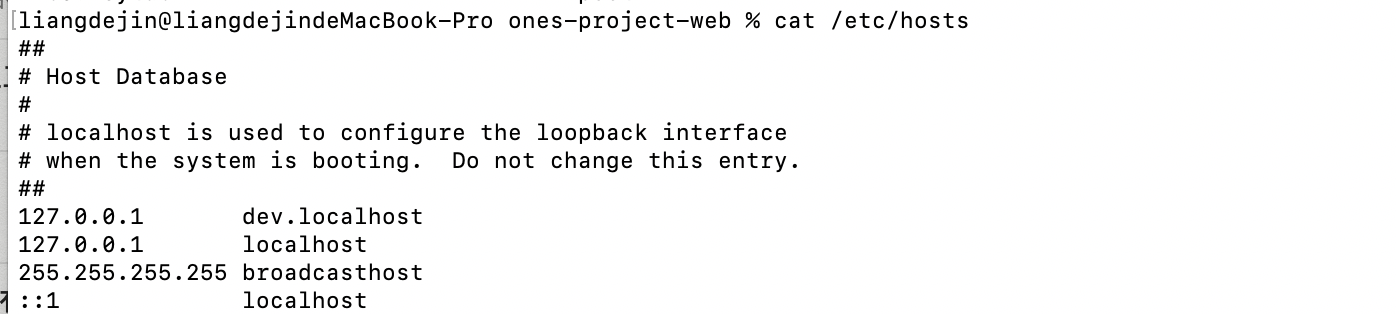 [liangdejin@liangdejindeMacBook-Pro ones-project-web % cat /etc/hosts
##
# Host Database
#
# localhost is used to configure the loopback interface
# when the system is booting.  Do not change this entry.
##
127.0.0.1       dev.localhost
127.0.0.1       localhost
255.255.255.255 broadcasthost
::1             localhost